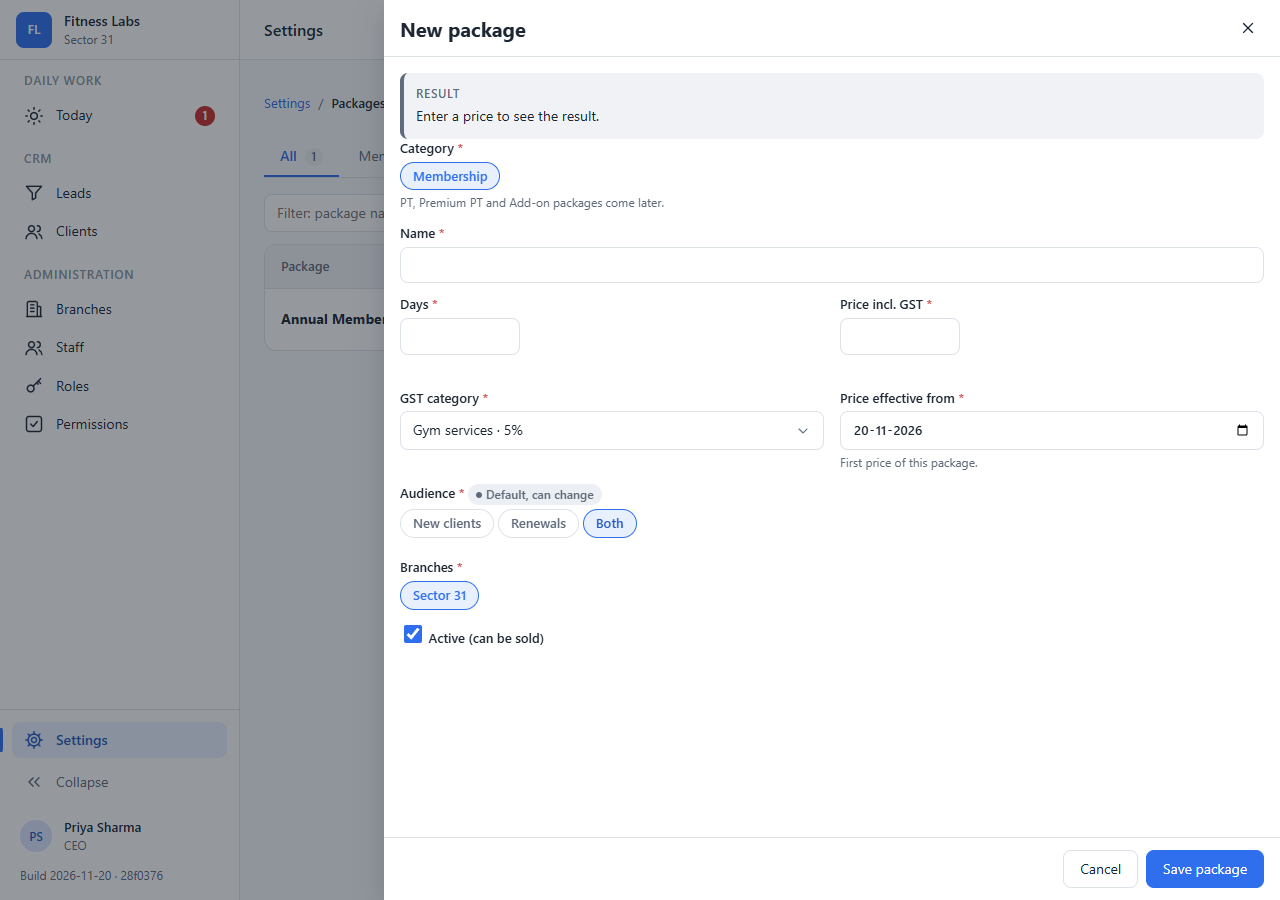 FL
Fitness Labs
Sector 31
DAILY WORK
Today
1
CRM
Leads
Clients
ADMINISTRATION
Branches
Staff
Roles
Permissions
Settings
Collapse
PS
Priya Sharma
CEO
Build 2026-11-20 · 28f0376
Settings
Settings / Packages
All 1 Mem
Filter: package na
Package
Annual Member
New package
RESULT
Enter a price to see the result.
Category *
Membership
PT, Premium PT and Add-on packages come later.
Name *
Days * Price incl. GST *
GST category * Price effective from *
Gym services · 5% 20-11-2026
First price of this package.
Audience * Default, can change
New clients Renewals Both
Branches *
Sector 31
Active (can be sold)
Cancel Save package